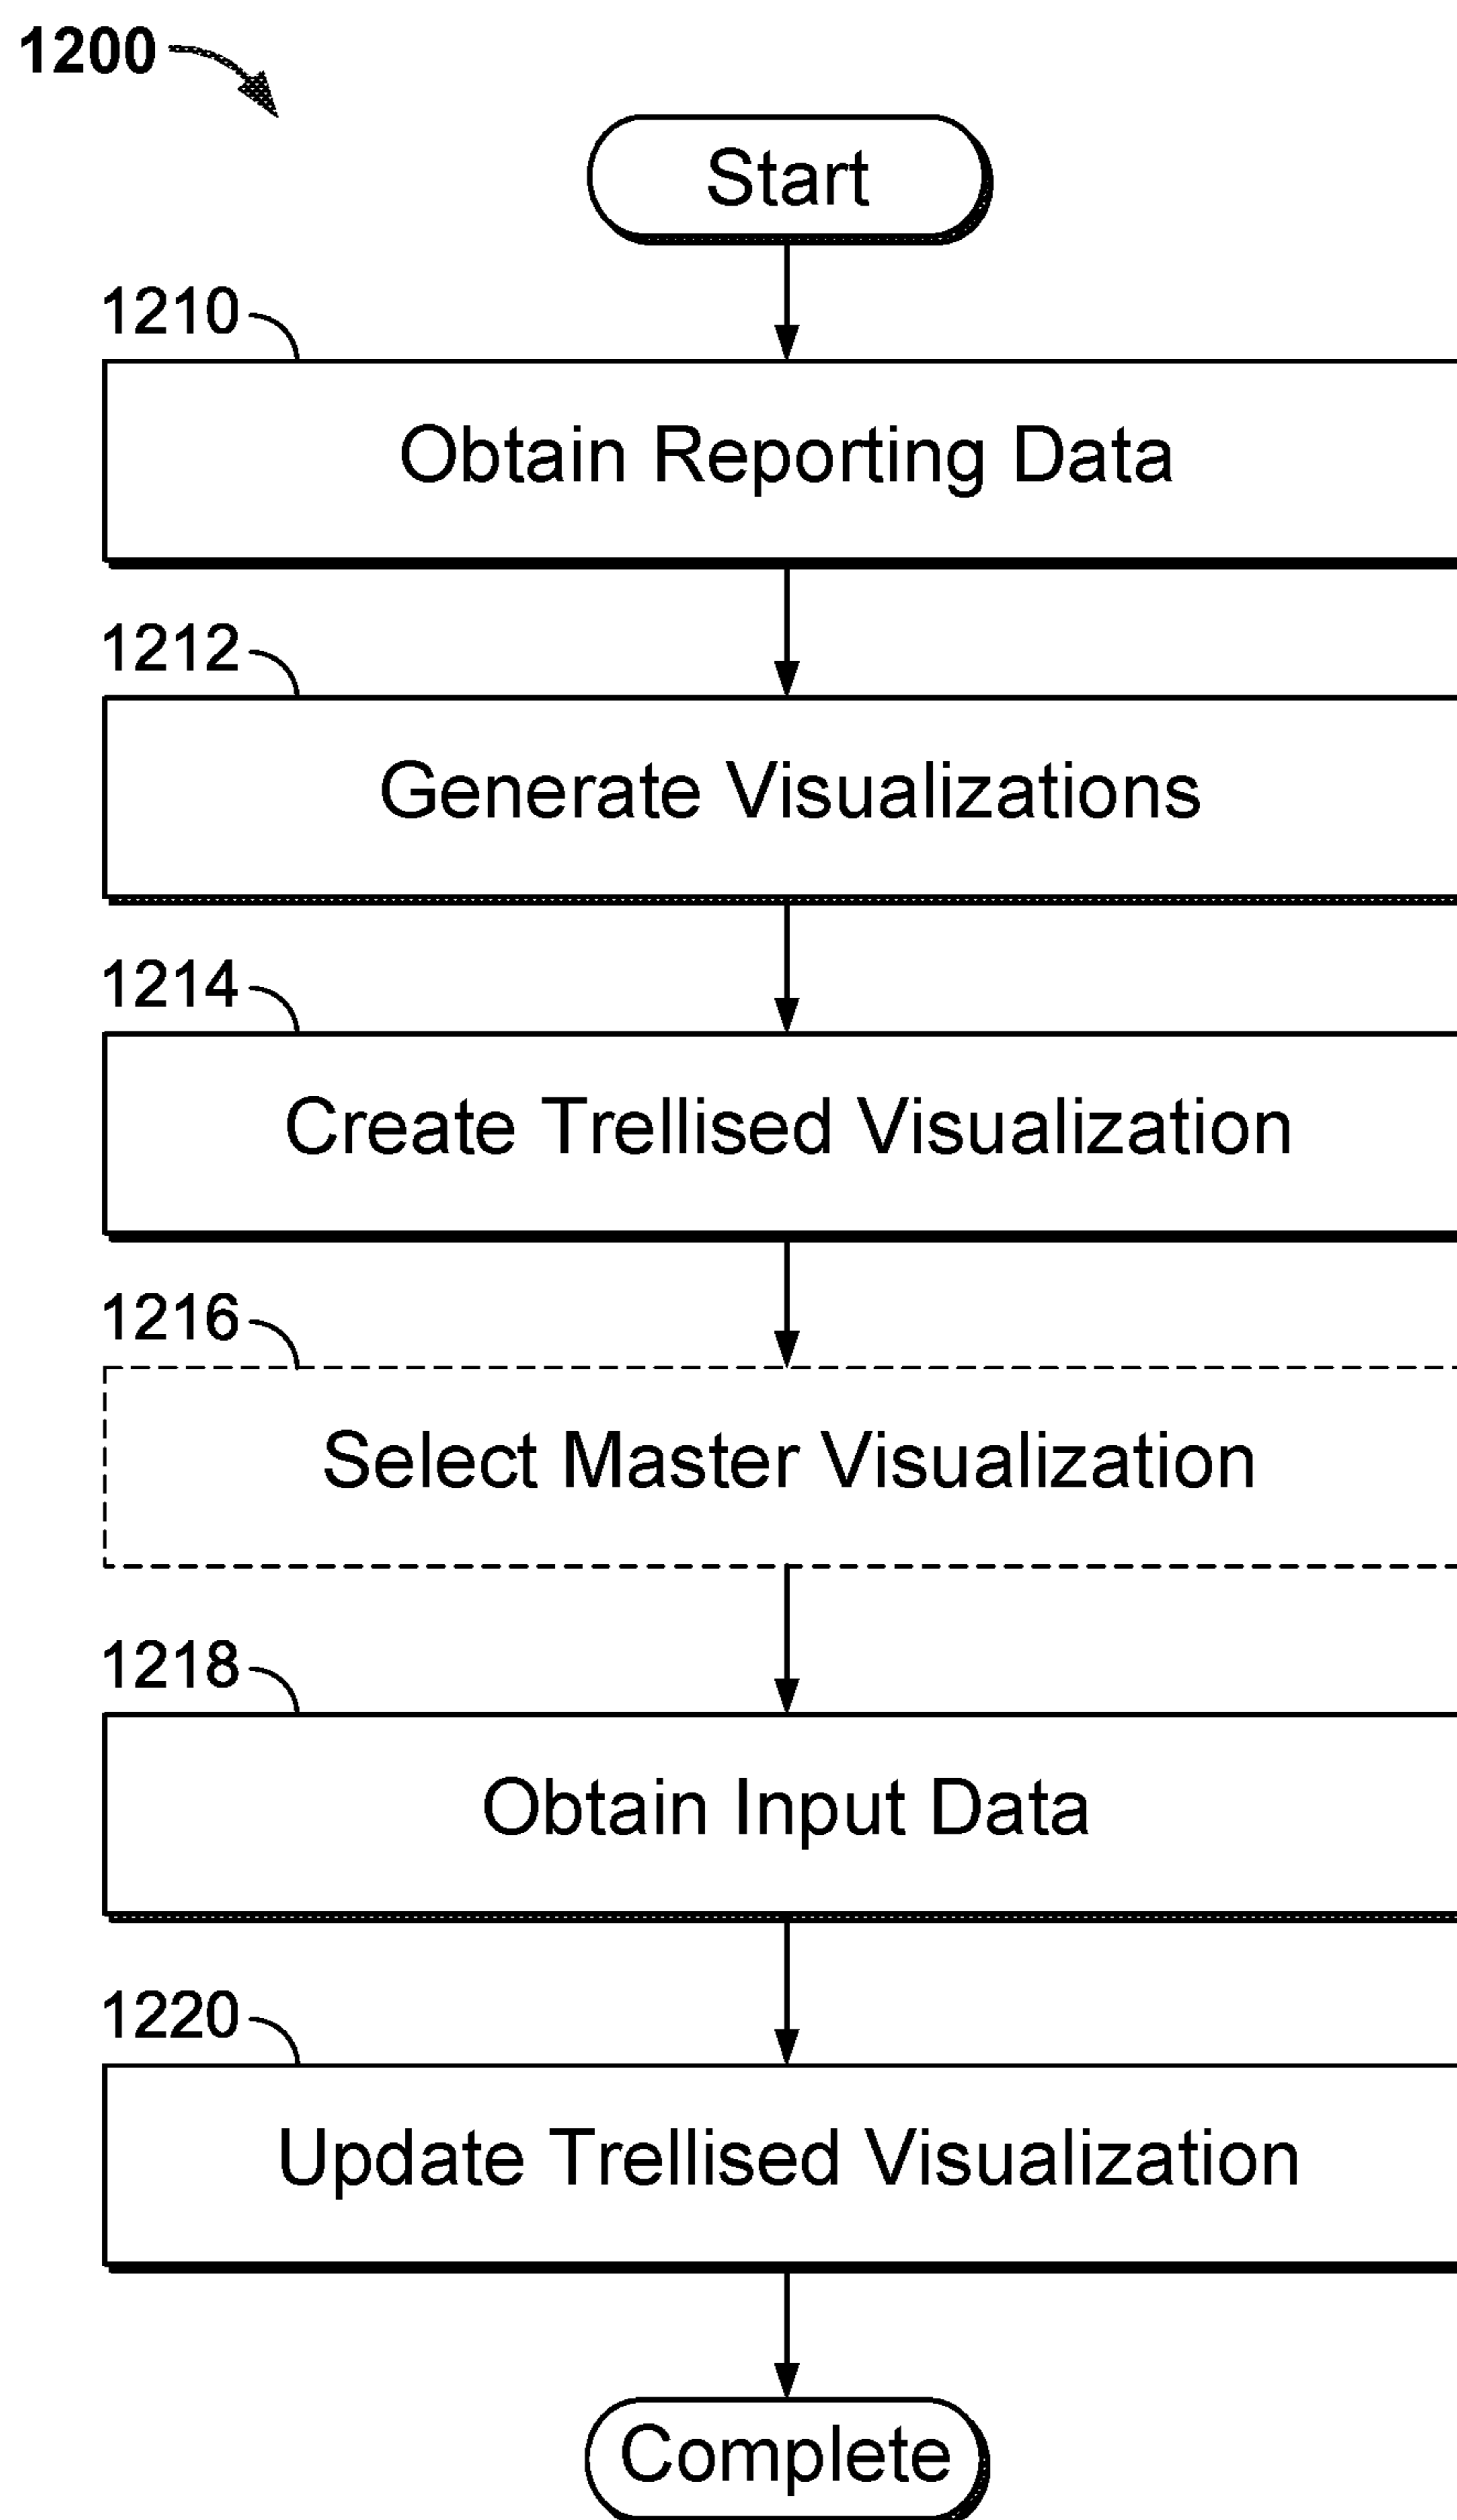 1200
Start
1210
Obtain Reporting Data
1212
Generate Visualizations
1214
Create Trellised Visualization
1216
Select Master Visualization
1218
Obtain Input Data
1220
Update Trellised Visualization
Complete